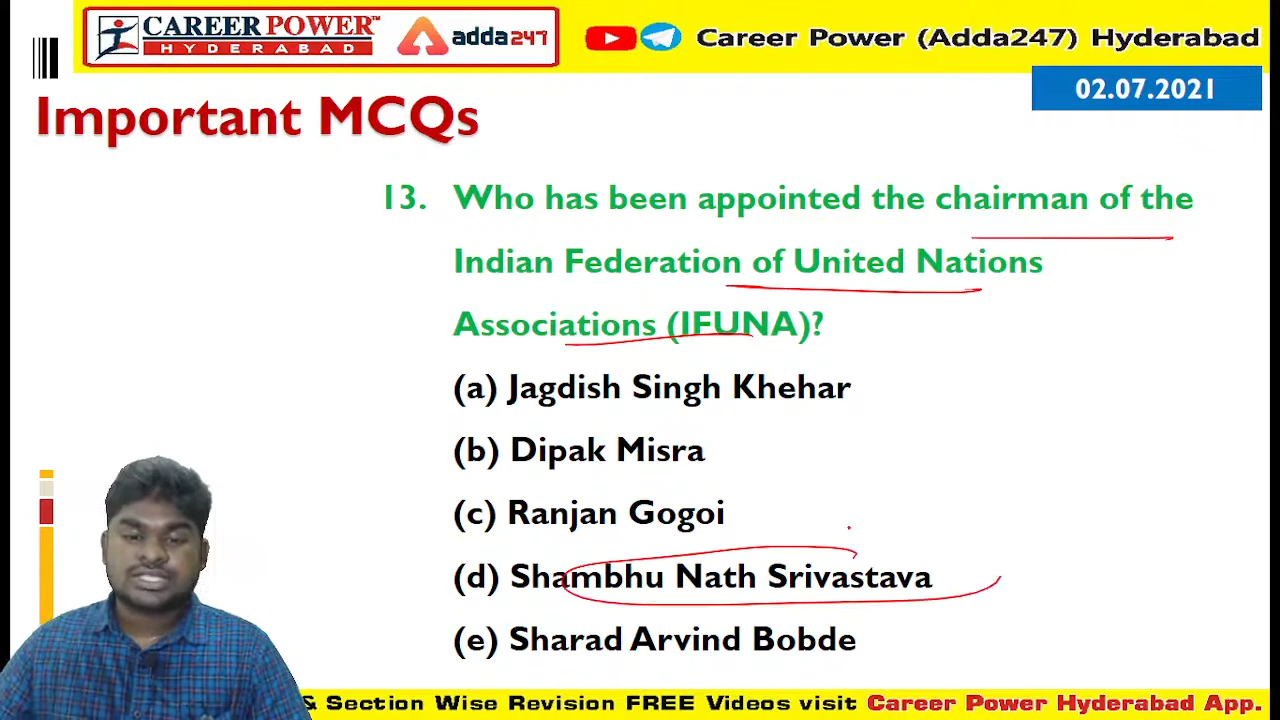 CAREER POWER™
HYDERABAD
adda247
Career Power (Adda247) Hyderabad
02.07.2021
Important MCQs
13. Who has been appointed the chairman of the
Indian Federation of United Nations
Associations (IFUNA)?
(a) Jagdish Singh Khehar
(b) Dipak Misra
(c) Ranjan Gogoi
(d) Shambhu Nath Srivastava
(e) Sharad Arvind Bobde
& Section Wise Revision FREE Videos visit Career Power Hyderabad App.